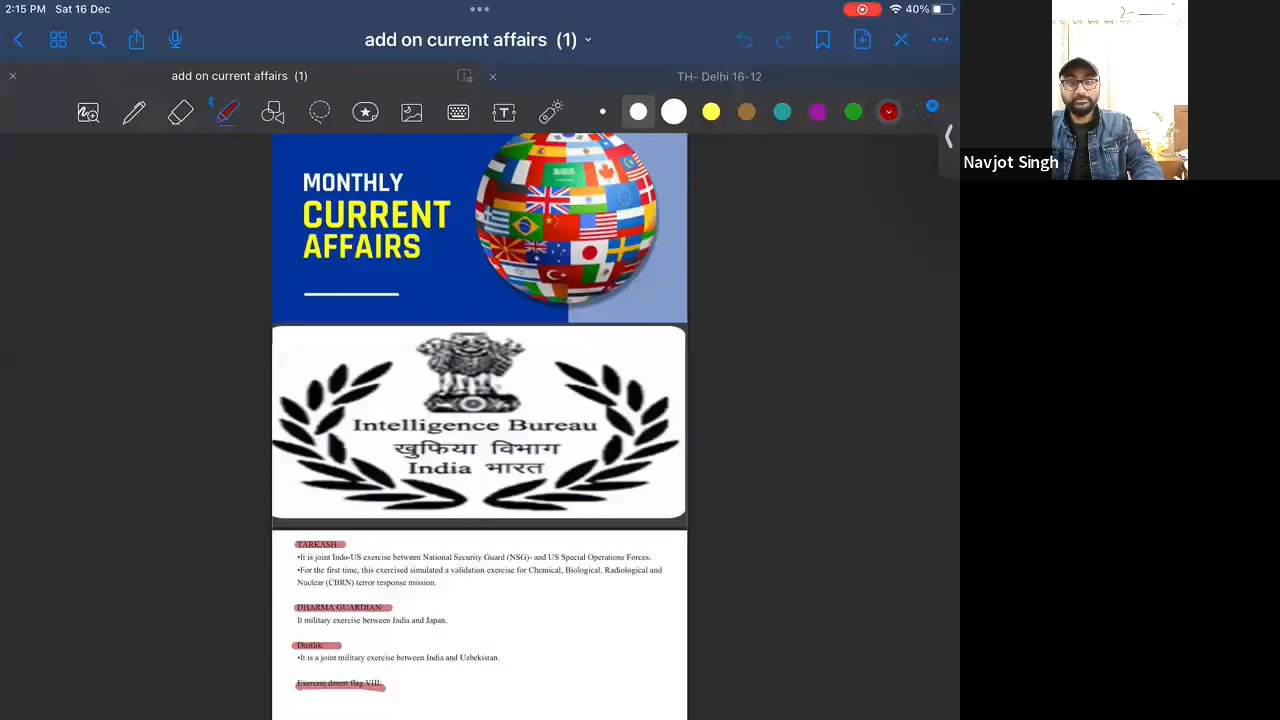 2:15 PM Sat 16 Dec
40%
add on current affairs (1)
add on current affairs (1)
TH- Delhi 16-12
Navjot Singh
MONTHLY
CURRENT
AFFAIRS
Intelligence Bureau
खुफिया विभाग
India भारत
TARKASH:
•It is joint Indo-US exercise between National Security Guard (NSG)- and US Special Operations Forces.
•For the first time, this exercised simulated a validation exercise for Chemical, Biological, Radiological and
Nuclear (CBRN) terror response mission.
DHARMA GUARDIAN:
It military exercise between India and Japan.
Dustlik:
•It is a joint military exercise between India and Uzbekistan.
Exercise desert flag VIII: